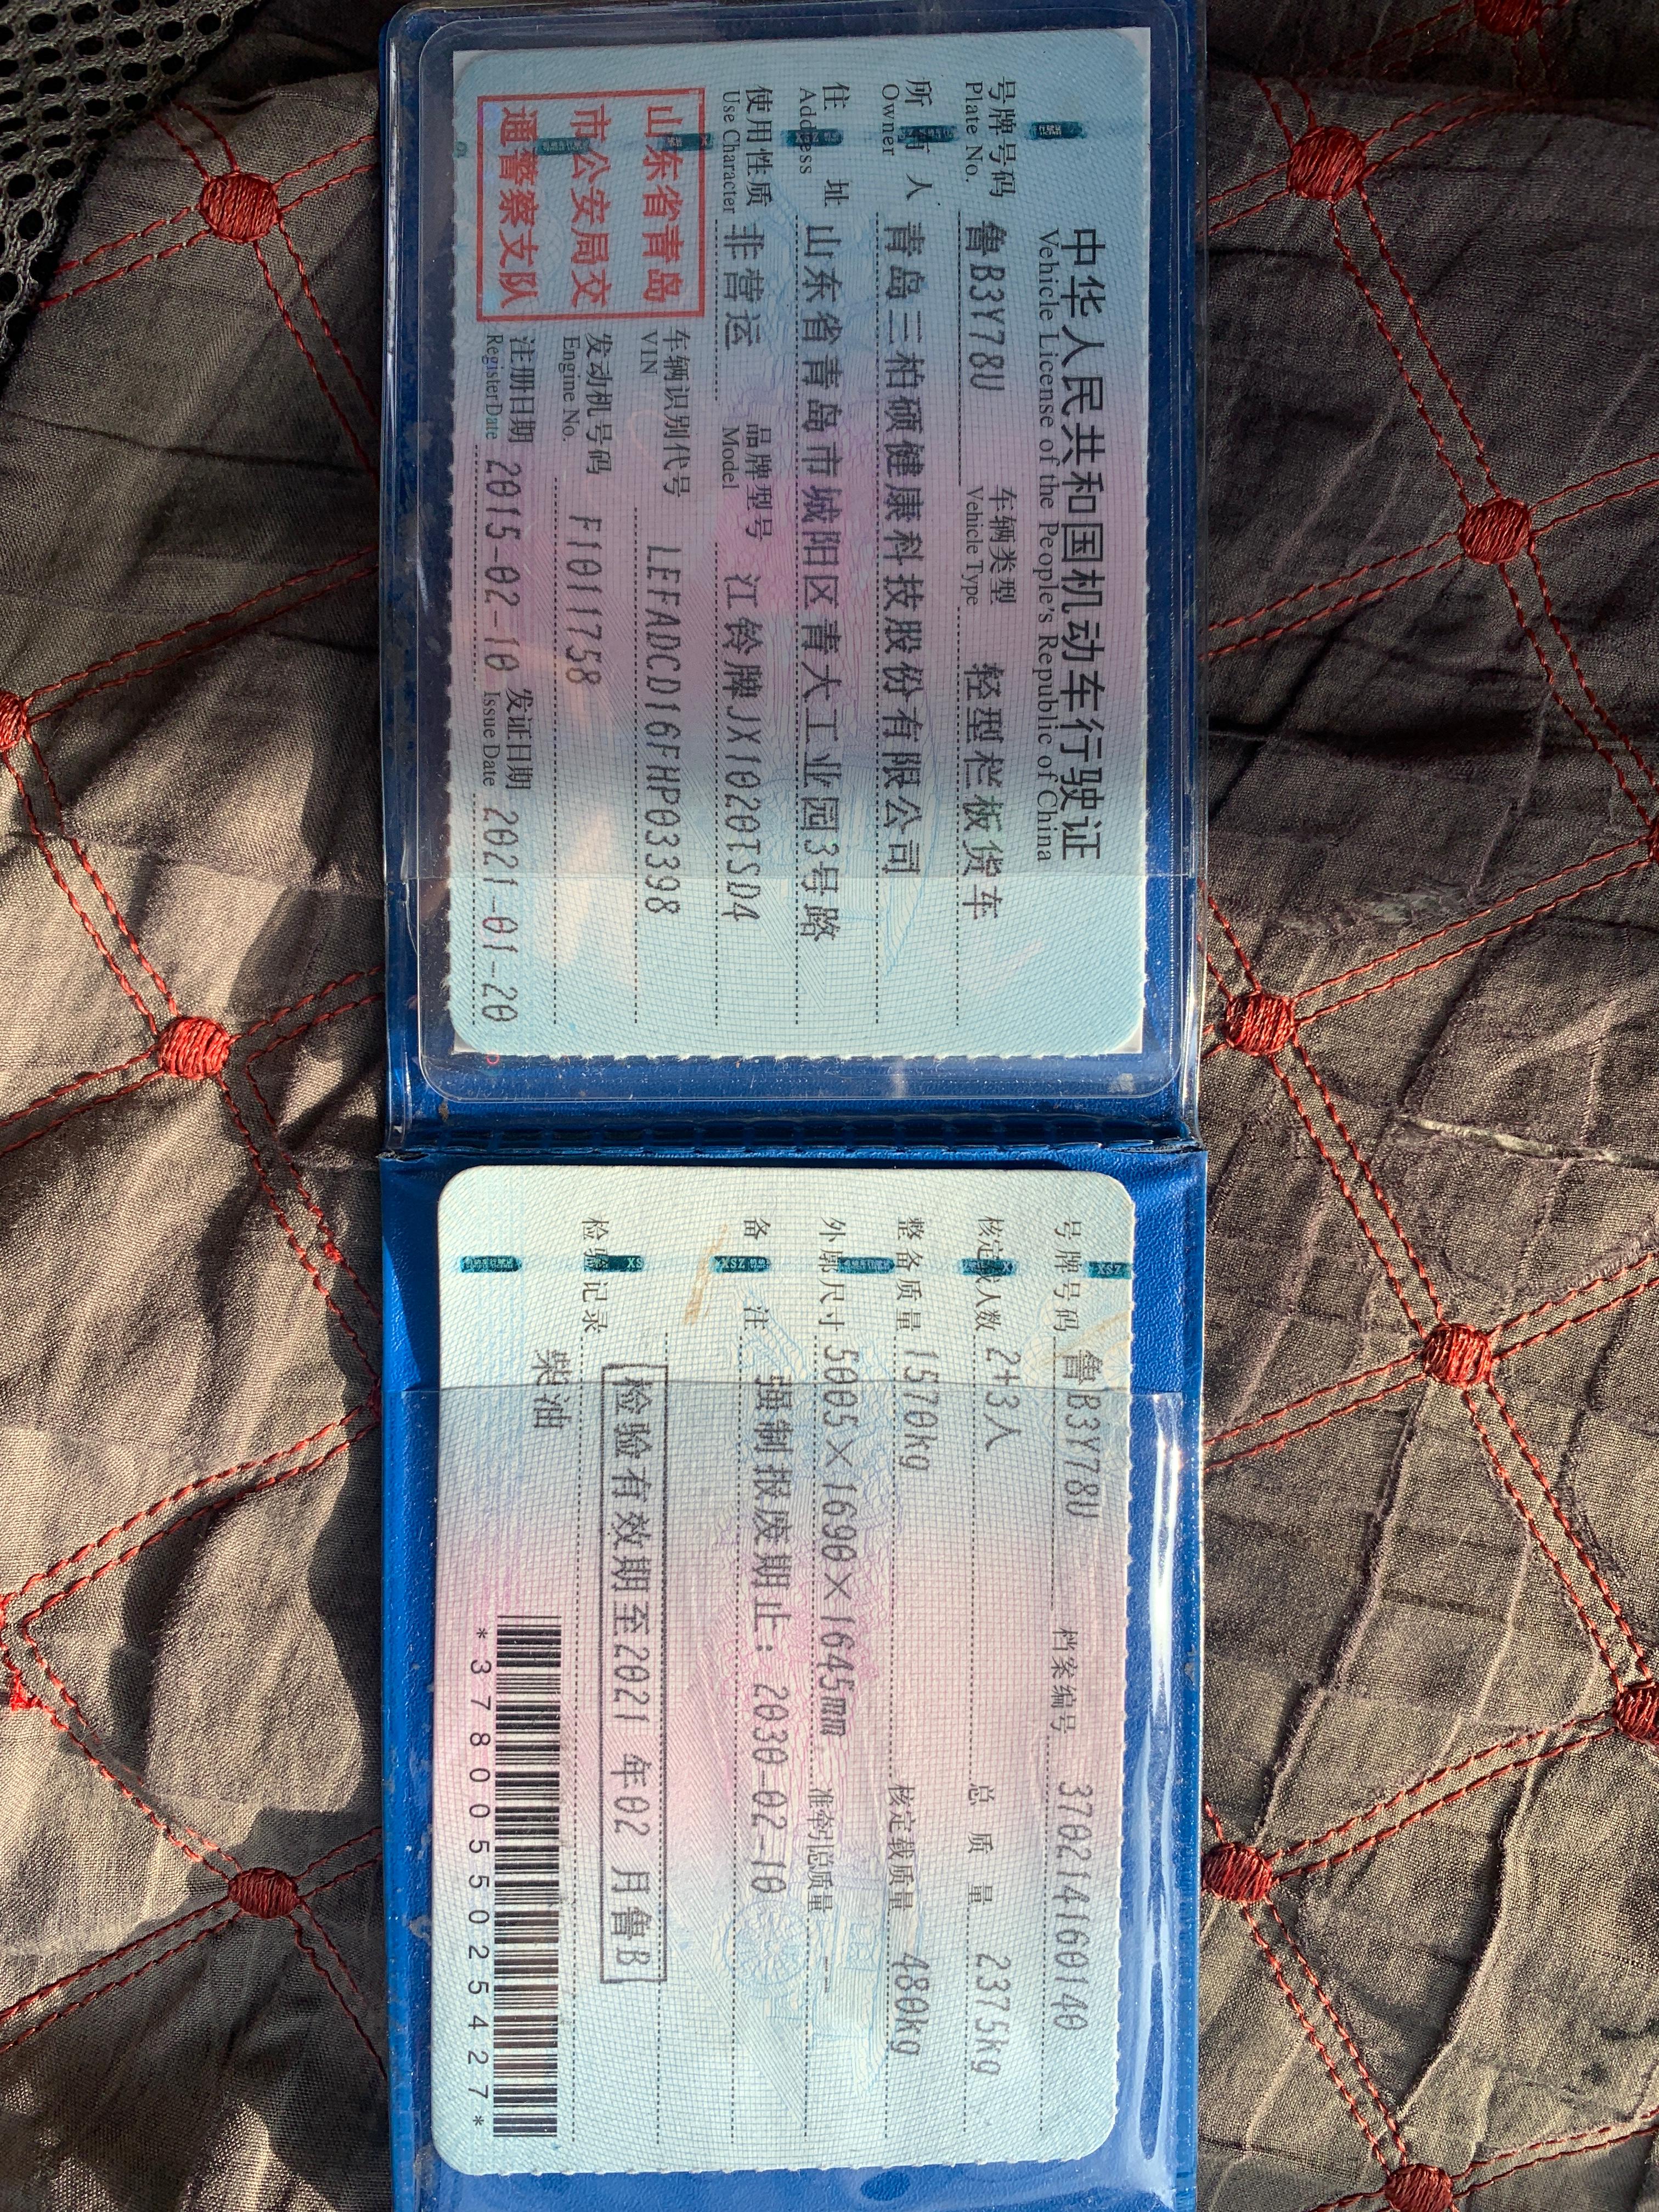 中华人民共和国机动车行驶证
Vehicle License of the People's Republic of China
号牌号码 鲁B3Y78U 车辆类型 轻型栏板货车
Plate No. Vehicle Type
所有人 青岛三柏硕健康科技股份有限公司
Owner
住址 山东省青岛市城阳区青大工业园3号路
Address
使用性质 非营运 品牌型号 江铃牌JX1020TSD4
Use Character Model
山东省青岛
市公安局交
通警察支队
车辆识别代号 LEFADCD16FHP03398
VIN
发动机号码 F1011758
Engine No.
注册日期 2015-02-10 发证日期 2021-01-20
Register Date Issue Date
号牌号码 鲁B3Y78U 档案编号 370214160140
核定载人数 2+3人 总质量 2375kg
整备质量 1570kg 核定载质量 480kg
外廓尺寸 5005×1690×1645mm 准牵引总质量 --
备注 强制报废期止：2030-02-10
检验记录 检验有效期至2021年02月鲁B
柴油
*3780055025427*